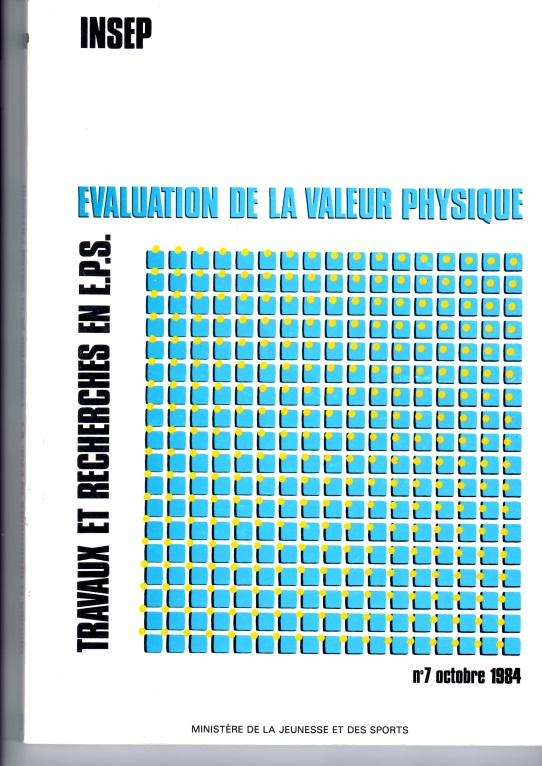 INSEP
EVALUATION DE LA VALEUR PHYSIQUE
TRAVAUX ET RECHERCHES EN E.P.S.
n°7 octobre 1984
MINISTÈRE DE LA JEUNESSE ET DES SPORTS